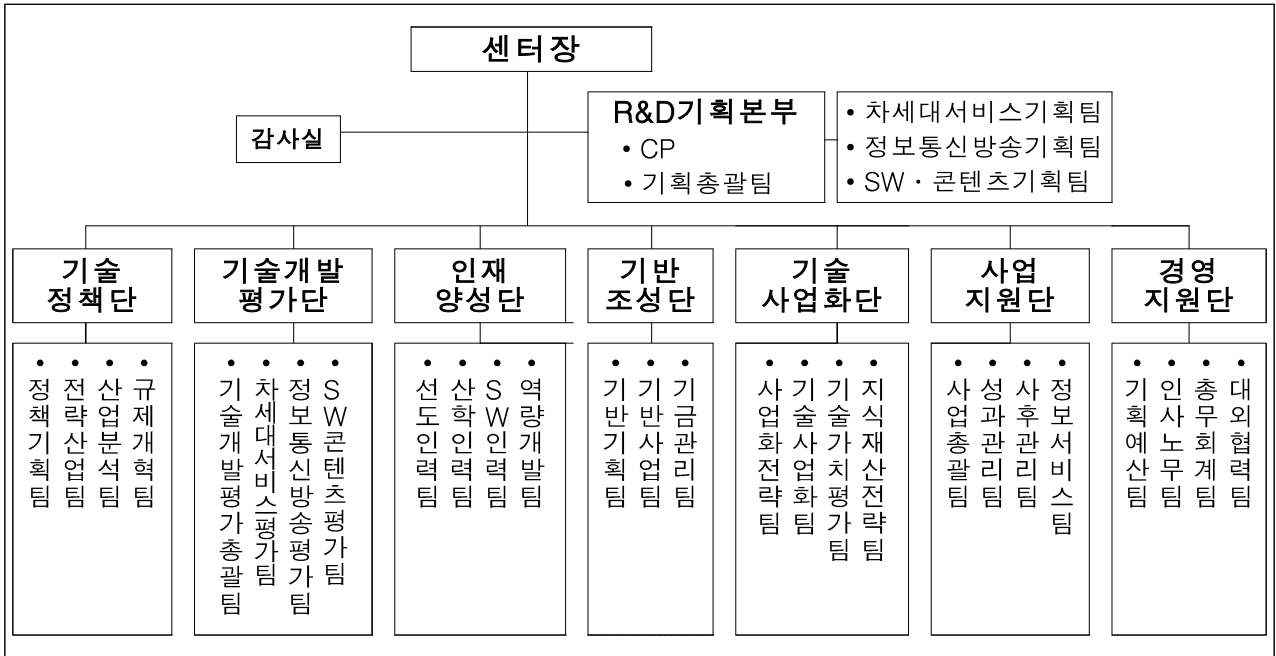 센터장
감사실
R&D기획본부
• CP
• 기획총괄팀
• 차세대서비스기획팀
• 정보통신방송기획팀
• SW · 콘텐츠기획팀
기술
정책단
기술개발
평가단
인재
양성단
기반
조성단
기술
사업화단
사업
지원단
경영
지원단
• 정책기획팀
• 전략산업팀
• 산업분석팀
• 규제개혁팀
• 기술개발평가총괄팀
• 차세대서비스평가팀
• 정보통신방송평가팀
• SW콘텐츠평가팀
• 선도인력팀
• 산학인력팀
• SW인력팀
• 역량개발팀
• 기반기획팀
• 기반사업팀
• 기금관리팀
• 사업화전략팀
• 기술사업화팀
• 기술가치평가팀
• 지식재산전략팀
• 사업총괄팀
• 성과관리팀
• 사후관리팀
• 정보서비스팀
• 기획예산팀
• 인사노무팀
• 총무회계팀
• 대외협력팀